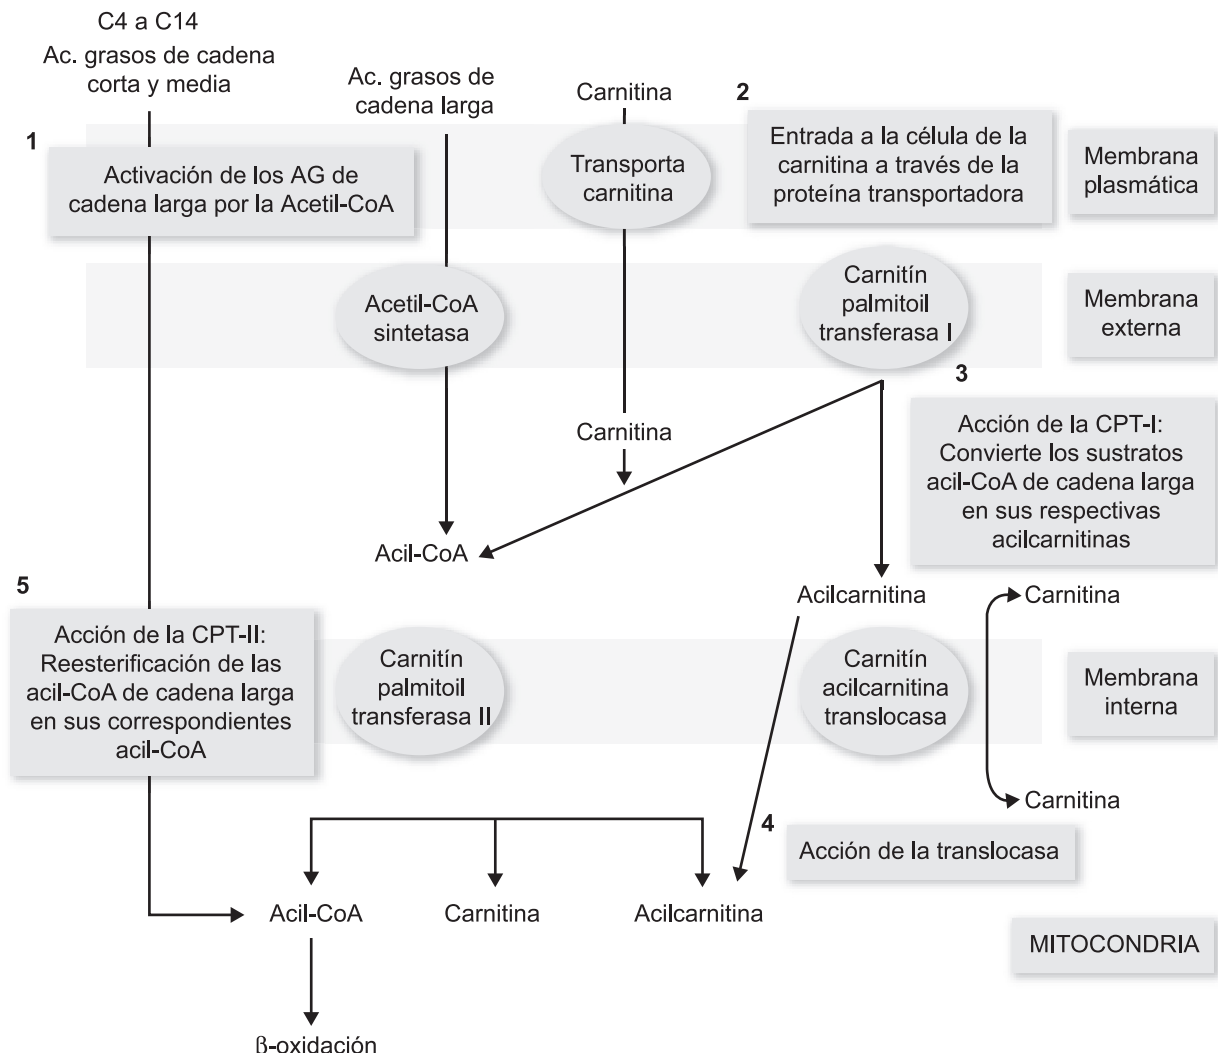 C4 a C14
Ac. grasos de cadena
corta y media
Ac. grasos de
cadena larga
Carnitina
2
1
Activación de los AG de
cadena larga por la Acetil-CoA
Transporta
carnitina
Entrada a la célula de la
carnitina a través de la
proteína transportadora
Membrana
plasmática
Acetil-CoA
sintetasa
Carnitín
palmitoil
transferasa I
Membrana
externa
3
Carnitina
Acción de la CPT-I:
Convierte los sustratos
acil-CoA de cadena larga
en sus respectivas
acilcarnitinas
Acil-CoA
5
Acilcarnitina
Carnitina
Acción de la CPT-II:
Reesterificación de las
acil-CoA de cadena larga
en sus correspondientes
acil-CoA
Carnitín
palmitoil
transferasa II
Carnitín
acilcarnitina
translocasa
Membrana
interna
Carnitina
4
Acción de la translocasa
Acil-CoA
Carnitina
Acilcarnitina
MITOCONDRIA
β-oxidación